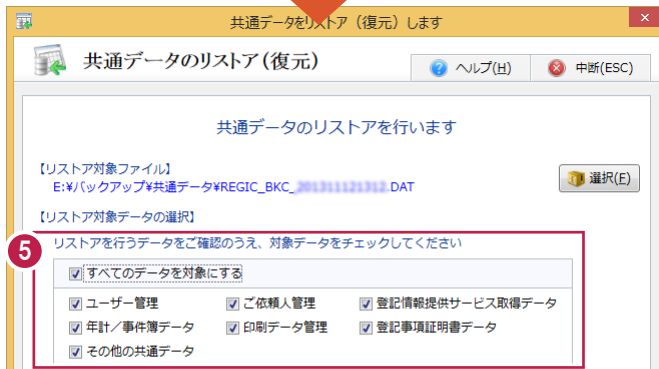 共通データをリストア（復元）します
共通データのリストア(復元)
ヘルプ(H)
中断(ESC)
共通データのリストアを行います
【リストア対象ファイル】
E:¥バックアップ¥共通データ¥REGIC_BKC_201311121312.DAT
選択(F)
【リストア対象データの選択】
5
リストアを行うデータをご確認のうえ、対象データをチェックしてください
すべてのデータを対象にする
ユーザー管理 ご依頼人管理 登記情報提供サービス取得データ
年計／事件簿データ 印刷データ管理 登記事項証明書データ
その他の共通データ